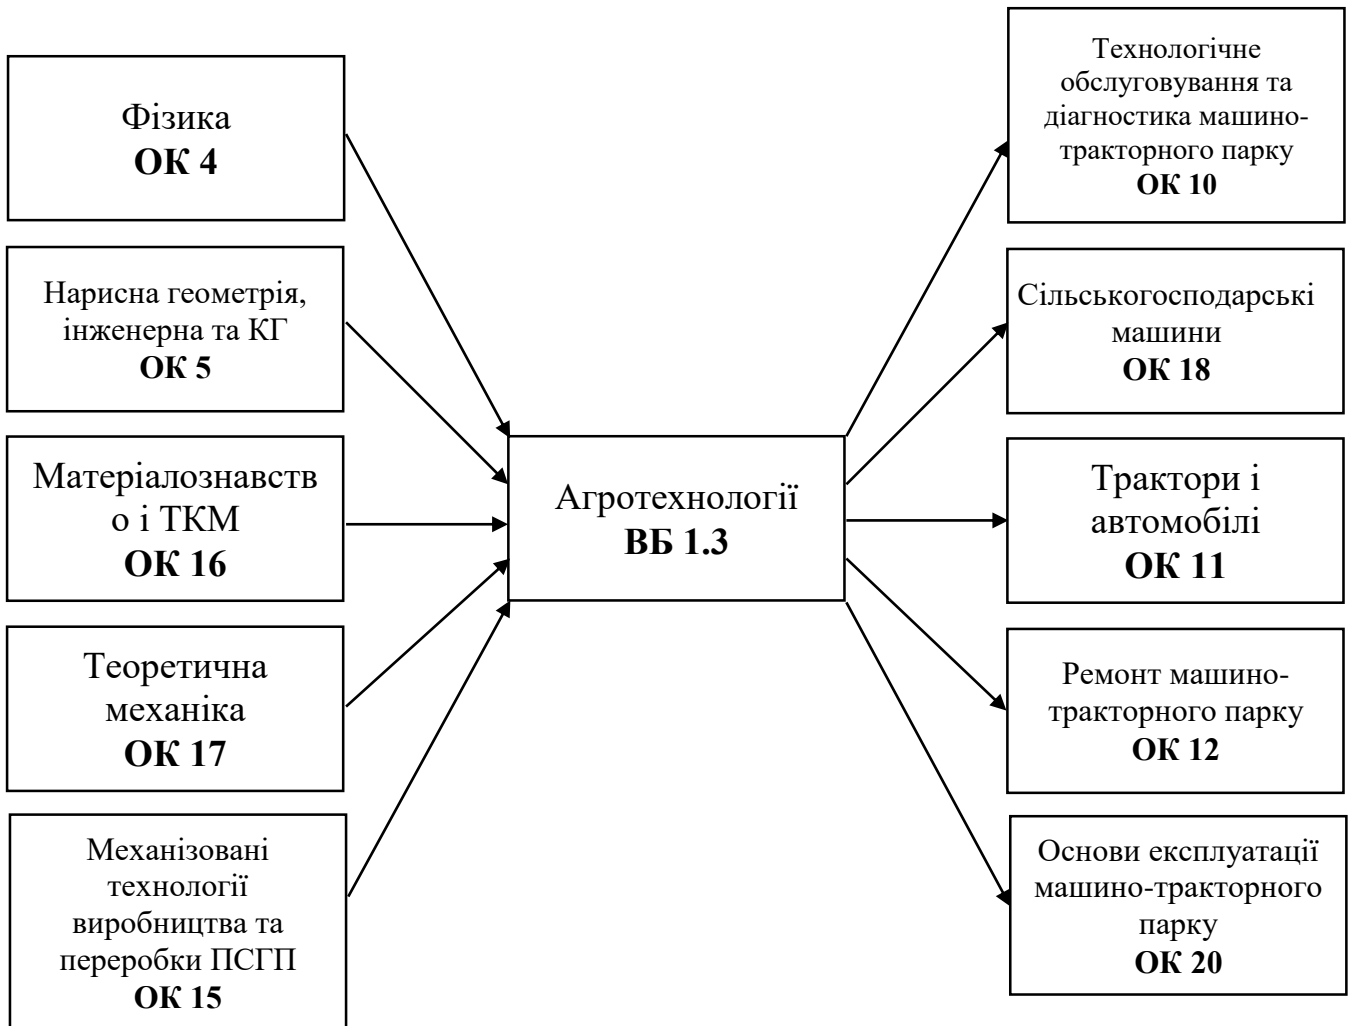 Фізика
ОК 4
Нарисна геометрія,
інженерна та КГ
ОК 5
Матеріалознавств
о і ТКМ
ОК 16
Теоретична
механіка
ОК 17
Механізовані
технології
виробництва та
переробки ПСГП
ОК 15
Агротехнології
ВБ 1.3
Технологічне
обслуговування та
діагностика машино-
тракторного парку
ОК 10
Сільськогосподарські
машини
ОК 18
Трактори і
автомобілі
ОК 11
Ремонт машино-
тракторного парку
ОК 12
Основи експлуатації
машино-тракторного
парку
ОК 20